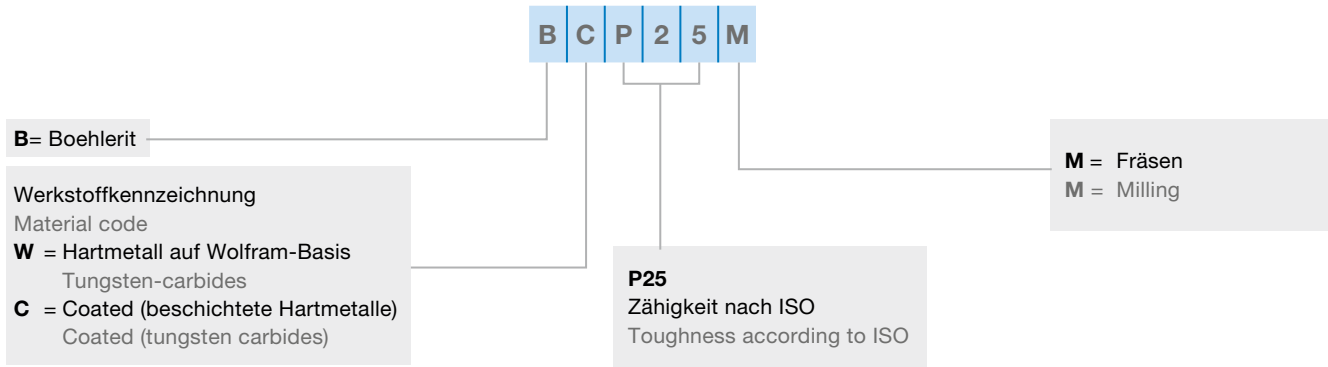 B C P 2 5 M
B= Boehlerit
Werkstoffkennzeichnung
Material code
W = Hartmetall auf Wolfram-Basis
Tungsten-carbides
C = Coated (beschichtete Hartmetalle)
Coated (tungsten carbides)
P25
Zähigkeit nach ISO
Toughness according to ISO
M = Fräsen
M = Milling